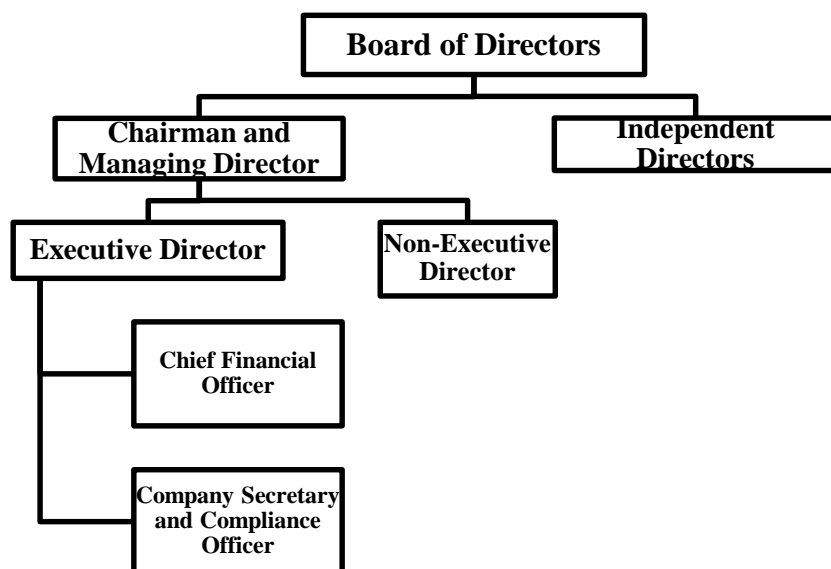 Board of Directors
Chairman and
Managing Director
Independent
Directors
Executive Director
Non-Executive
Director
Chief Financial
Officer
Company Secretary
and Compliance
Officer